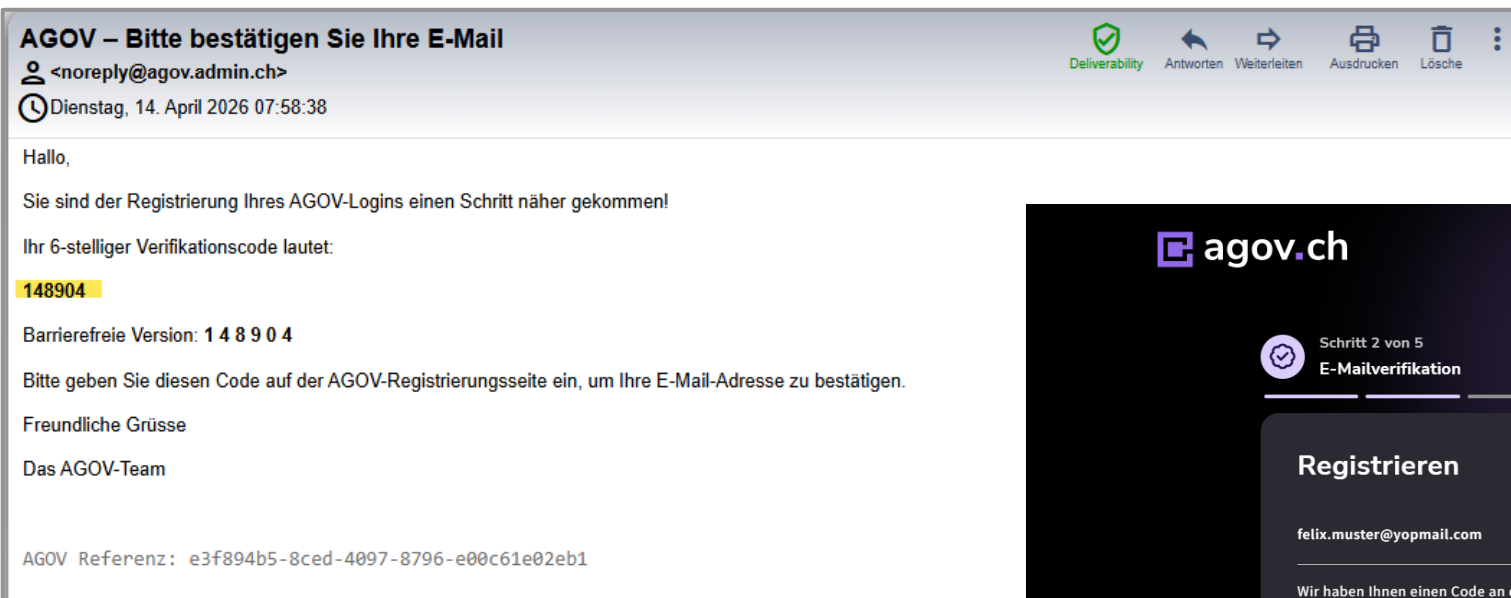 AGOV – Bitte bestätigen Sie Ihre E-Mail
<noreply@agov.admin.ch>
Dienstag, 14. April 2026 07:58:38
Deliverability
Antworten
Weiterleiten
Ausdrucken
Lösche
Hallo,
Sie sind der Registrierung Ihres AGOV-Logins einen Schritt näher gekommen!
Ihr 6-stelliger Verifikationscode lautet:
148904
Barrierefreie Version: 1 4 8 9 0 4
Bitte geben Sie diesen Code auf der AGOV-Registrierungsseite ein, um Ihre E-Mail-Adresse zu bestätigen.
Freundliche Grüsse
Das AGOV-Team
AGOV Referenz: e3f894b5-8ced-4097-8796-e00c61e02eb1
agov.ch
Schritt 2 von 5
E-Mailverifikation
Registrieren
felix.muster@yopmail.com
Wir haben Ihnen einen Code an